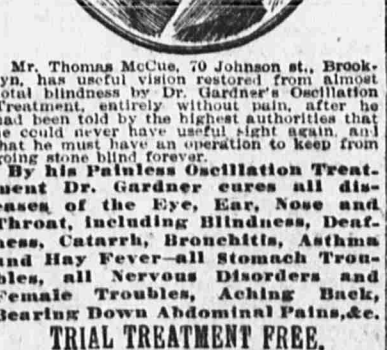 Mr. Thomas McCue, 70 Johnson st., Brook-
yn, has useful vision restored from almost
otal blindness by Dr. Gardner's Oscillation
Treatment, entirely without pain, after he
had been told by the highest authorities that
he could never have useful sight again, and
that he must have an operation to keep from
going stone blind forever.
By his Painless Oscillation Treat-
ment Dr. Gardner cures all dis-
eases of the Eye, Ear, Nose and
Throat, including Blindness, Deaf-
ness, Catarrh, Bronchitis, Asthma
and Hay Fever—all Stomach Trou-
bles, all Nervous Disorders and
Female Troubles, Aching Back,
Bearing Down Abdominal Pains, &c.
TRIAL TREATMENT FREE.